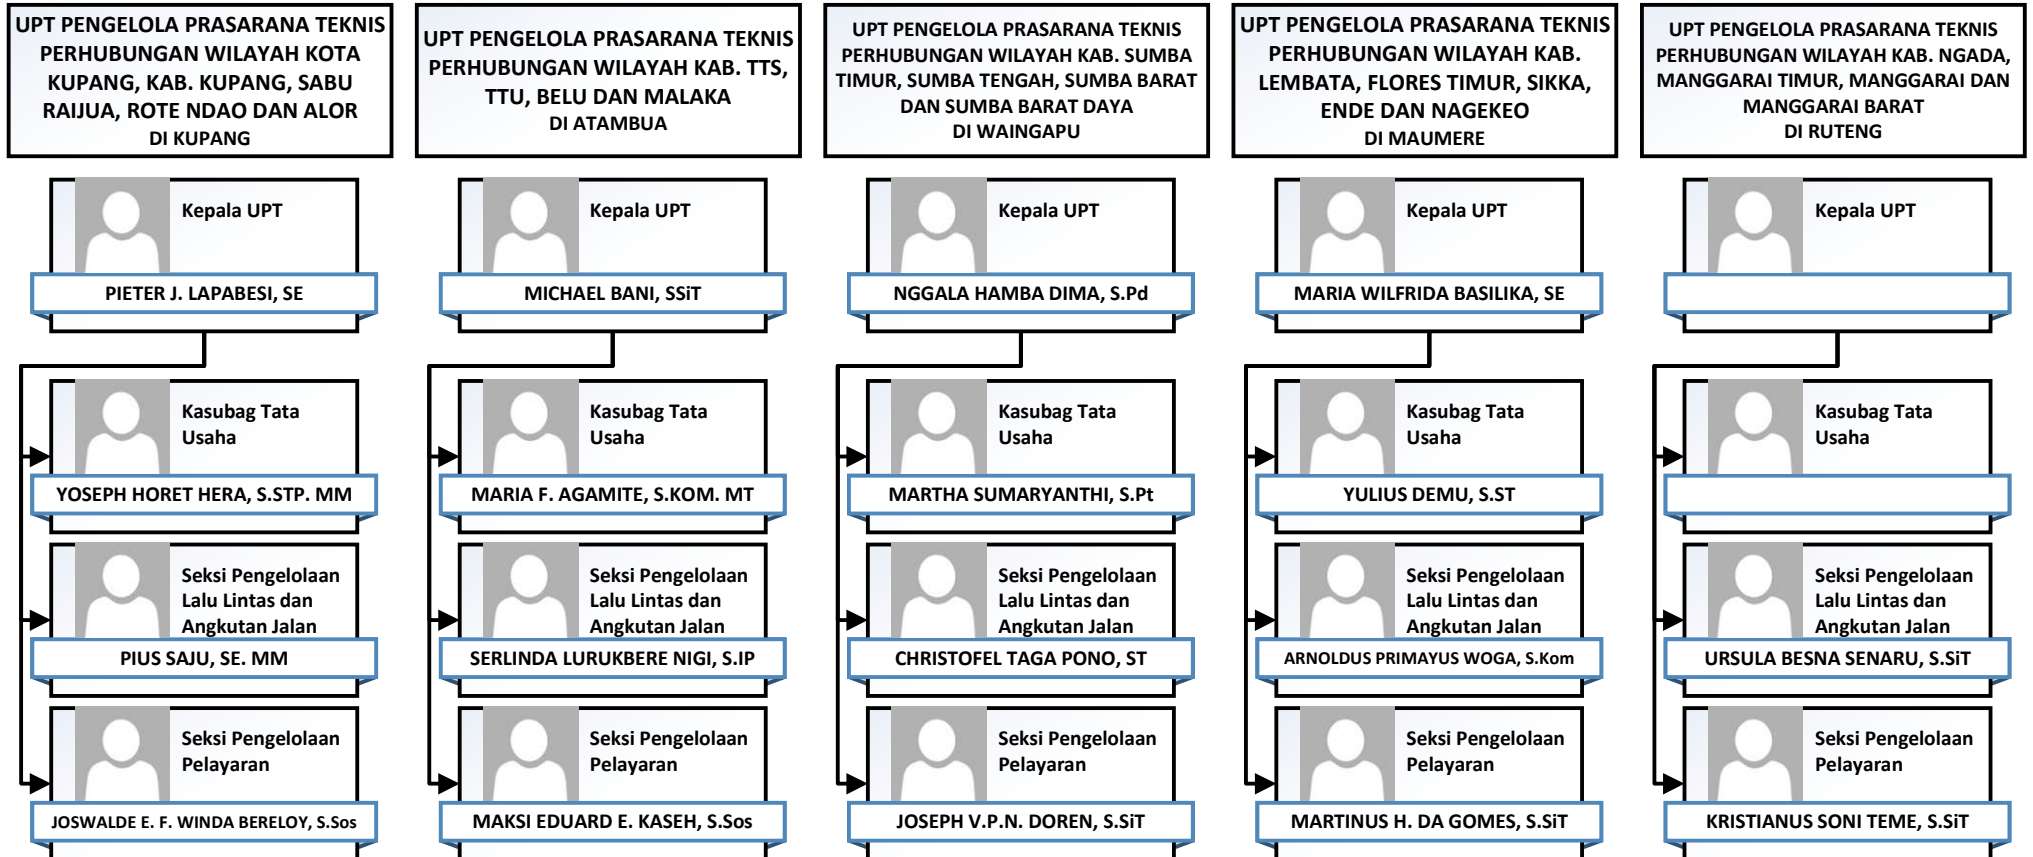 UPT PENGELOLA PRASARANA TEKNIS
PERHUBUNGAN WILAYAH KOTA
KUPANG, KAB. KUPANG, SABU
RAIJUA, ROTE NDAO DAN ALOR
DI KUPANG
Kepala UPT
PIETER J. LAPABESI, SE
Kasubag Tata
Usaha
YOSEPH HORET HERA, S.STP. MM
Seksi Pengelolaan
Lalu Lintas dan
Angkutan Jalan
PIUS SAJU, SE. MM
Seksi Pengelolaan
Pelayaran
JOSWALDE E. F. WINDA BERELOY, S.Sos
UPT PENGELOLA PRASARANA TEKNIS
PERHUBUNGAN WILAYAH KAB. TTS,
TTU, BELU DAN MALAKA
DI ATAMBUA
Kepala UPT
MICHAEL BANI, SSiT
Kasubag Tata
Usaha
MARIA F. AGAMITE, S.KOM. MT
Seksi Pengelolaan
Lalu Lintas dan
Angkutan Jalan
SERLINDA LURUKBERE NIGI, S.IP
Seksi Pengelolaan
Pelayaran
MAKSI EDUARD E. KASEH, S.Sos
UPT PENGELOLA PRASARANA TEKNIS
PERHUBUNGAN WILAYAH KAB. SUMBA
TIMUR, SUMBA TENGAH, SUMBA BARAT
DAN SUMBA BARAT DAYA
DI WAINGAPU
Kepala UPT
NGGALA HAMBA DIMA, S.Pd
Kasubag Tata
Usaha
MARTHA SUMARYANTHI, S.Pt
Seksi Pengelolaan
Lalu Lintas dan
Angkutan Jalan
CHRISTOFEL TAGA PONO, ST
Seksi Pengelolaan
Pelayaran
JOSEPH V.P.N. DOREN, S.SiT
UPT PENGELOLA PRASARANA TEKNIS
PERHUBUNGAN WILAYAH KAB.
LEMBATA, FLORES TIMUR, SIKKA,
ENDE DAN NAGEKEO
DI MAUMERE
Kepala UPT
MARIA WILFRIDA BASILIKA, SE
Kasubag Tata
Usaha
YULIUS DEMU, S.ST
Seksi Pengelolaan
Lalu Lintas dan
Angkutan Jalan
ARNOLDUS PRIMAYUS WOGA, S.Kom
Seksi Pengelolaan
Pelayaran
MARTINUS H. DA GOMES, S.SiT
UPT PENGELOLA PRASARANA TEKNIS
PERHUBUNGAN WILAYAH KAB. NGADA,
MANGGARAI TIMUR, MANGGARAI DAN
MANGGARAI BARAT
DI RUTENG
Kepala UPT
Kasubag Tata
Usaha
Seksi Pengelolaan
Lalu Lintas dan
Angkutan Jalan
URSULA BESNA SENARU, S.SiT
Seksi Pengelolaan
Pelayaran
KRISTIANUS SONI TEME, S.SiT